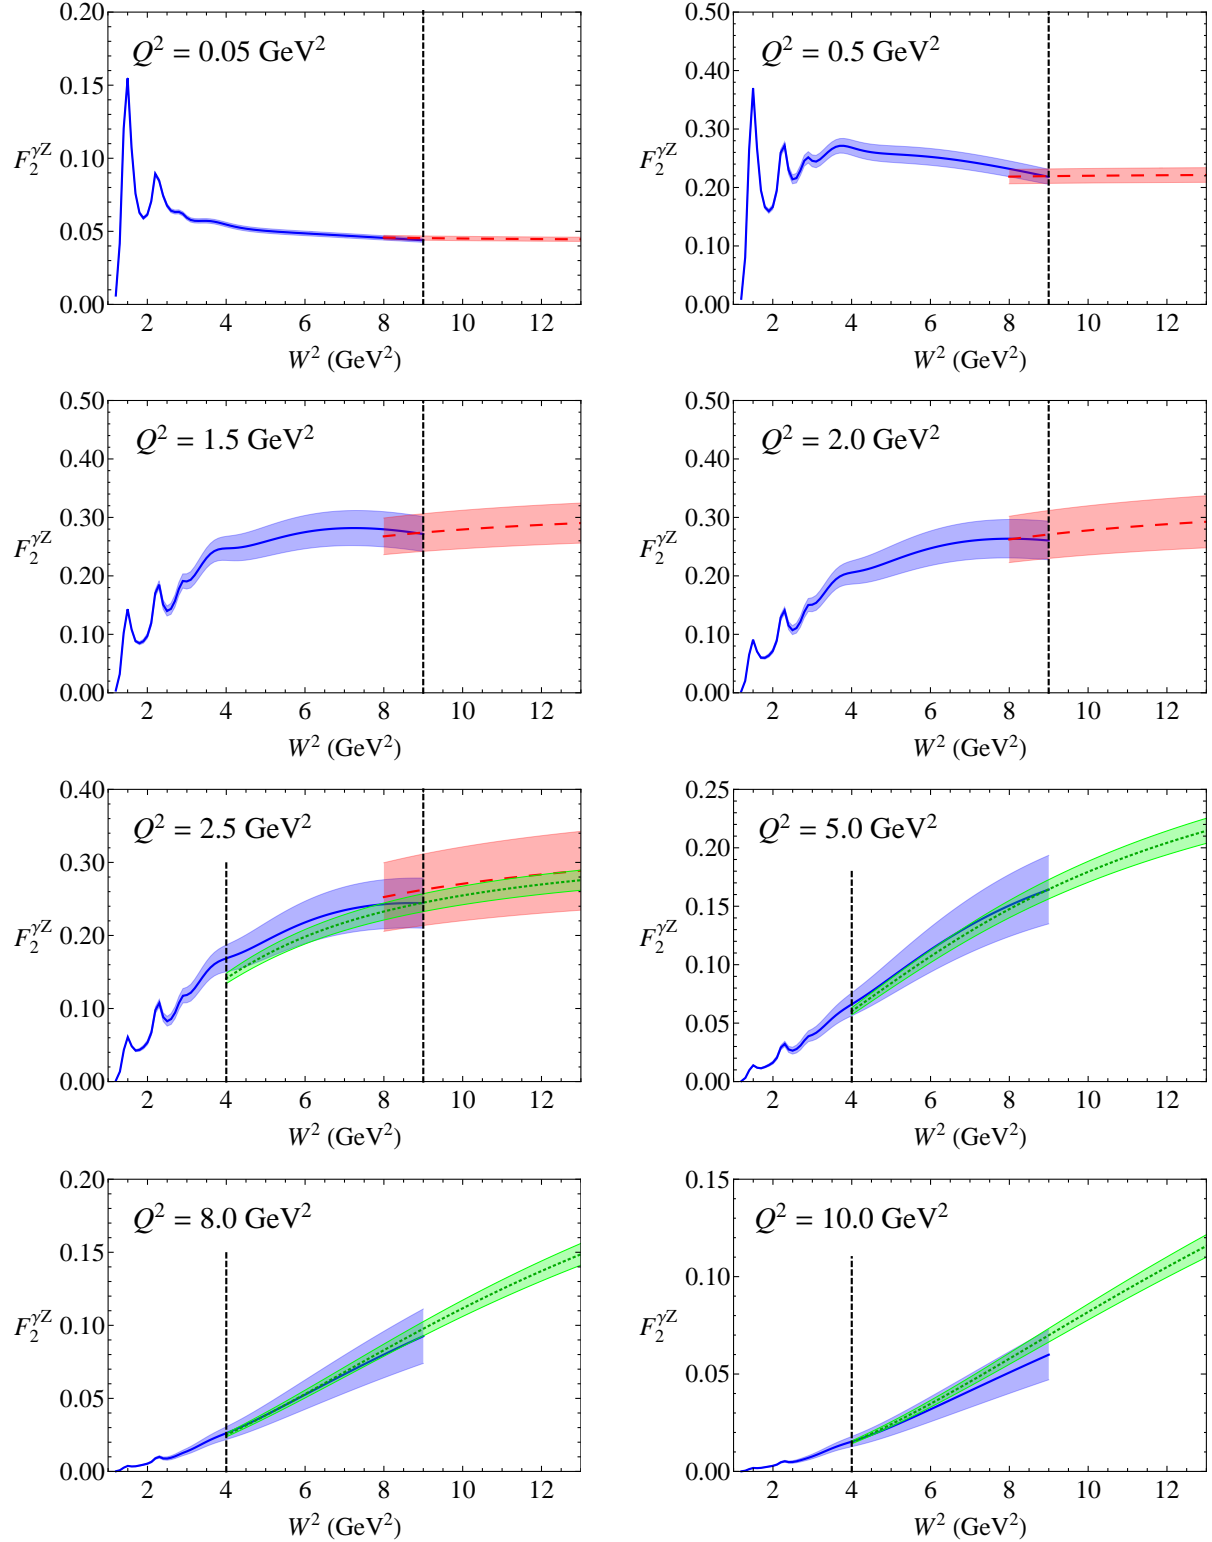 Q² = 0.05 GeV²
0.20
0.15
0.10
0.05
0.00
F₂^γZ
2 4 6 8 10 12
W² (GeV²)
Q² = 0.5 GeV²
0.50
0.40
0.30
0.20
0.10
0.00
F₂^γZ
2 4 6 8 10 12
W² (GeV²)
Q² = 1.5 GeV²
0.50
0.40
0.30
0.20
0.10
0.00
F₂^γZ
2 4 6 8 10 12
W² (GeV²)
Q² = 2.0 GeV²
0.50
0.40
0.30
0.20
0.10
0.00
F₂^γZ
2 4 6 8 10 12
W² (GeV²)
Q² = 2.5 GeV²
0.40
0.30
0.20
0.10
0.00
F₂^γZ
2 4 6 8 10 12
W² (GeV²)
Q² = 5.0 GeV²
0.25
0.20
0.15
0.10
0.05
0.00
F₂^γZ
2 4 6 8 10 12
W² (GeV²)
Q² = 8.0 GeV²
0.20
0.15
0.10
0.05
0.00
F₂^γZ
2 4 6 8 10 12
W² (GeV²)
Q² = 10.0 GeV²
0.15
0.10
0.05
0.00
F₂^γZ
2 4 6 8 10 12
W² (GeV²)